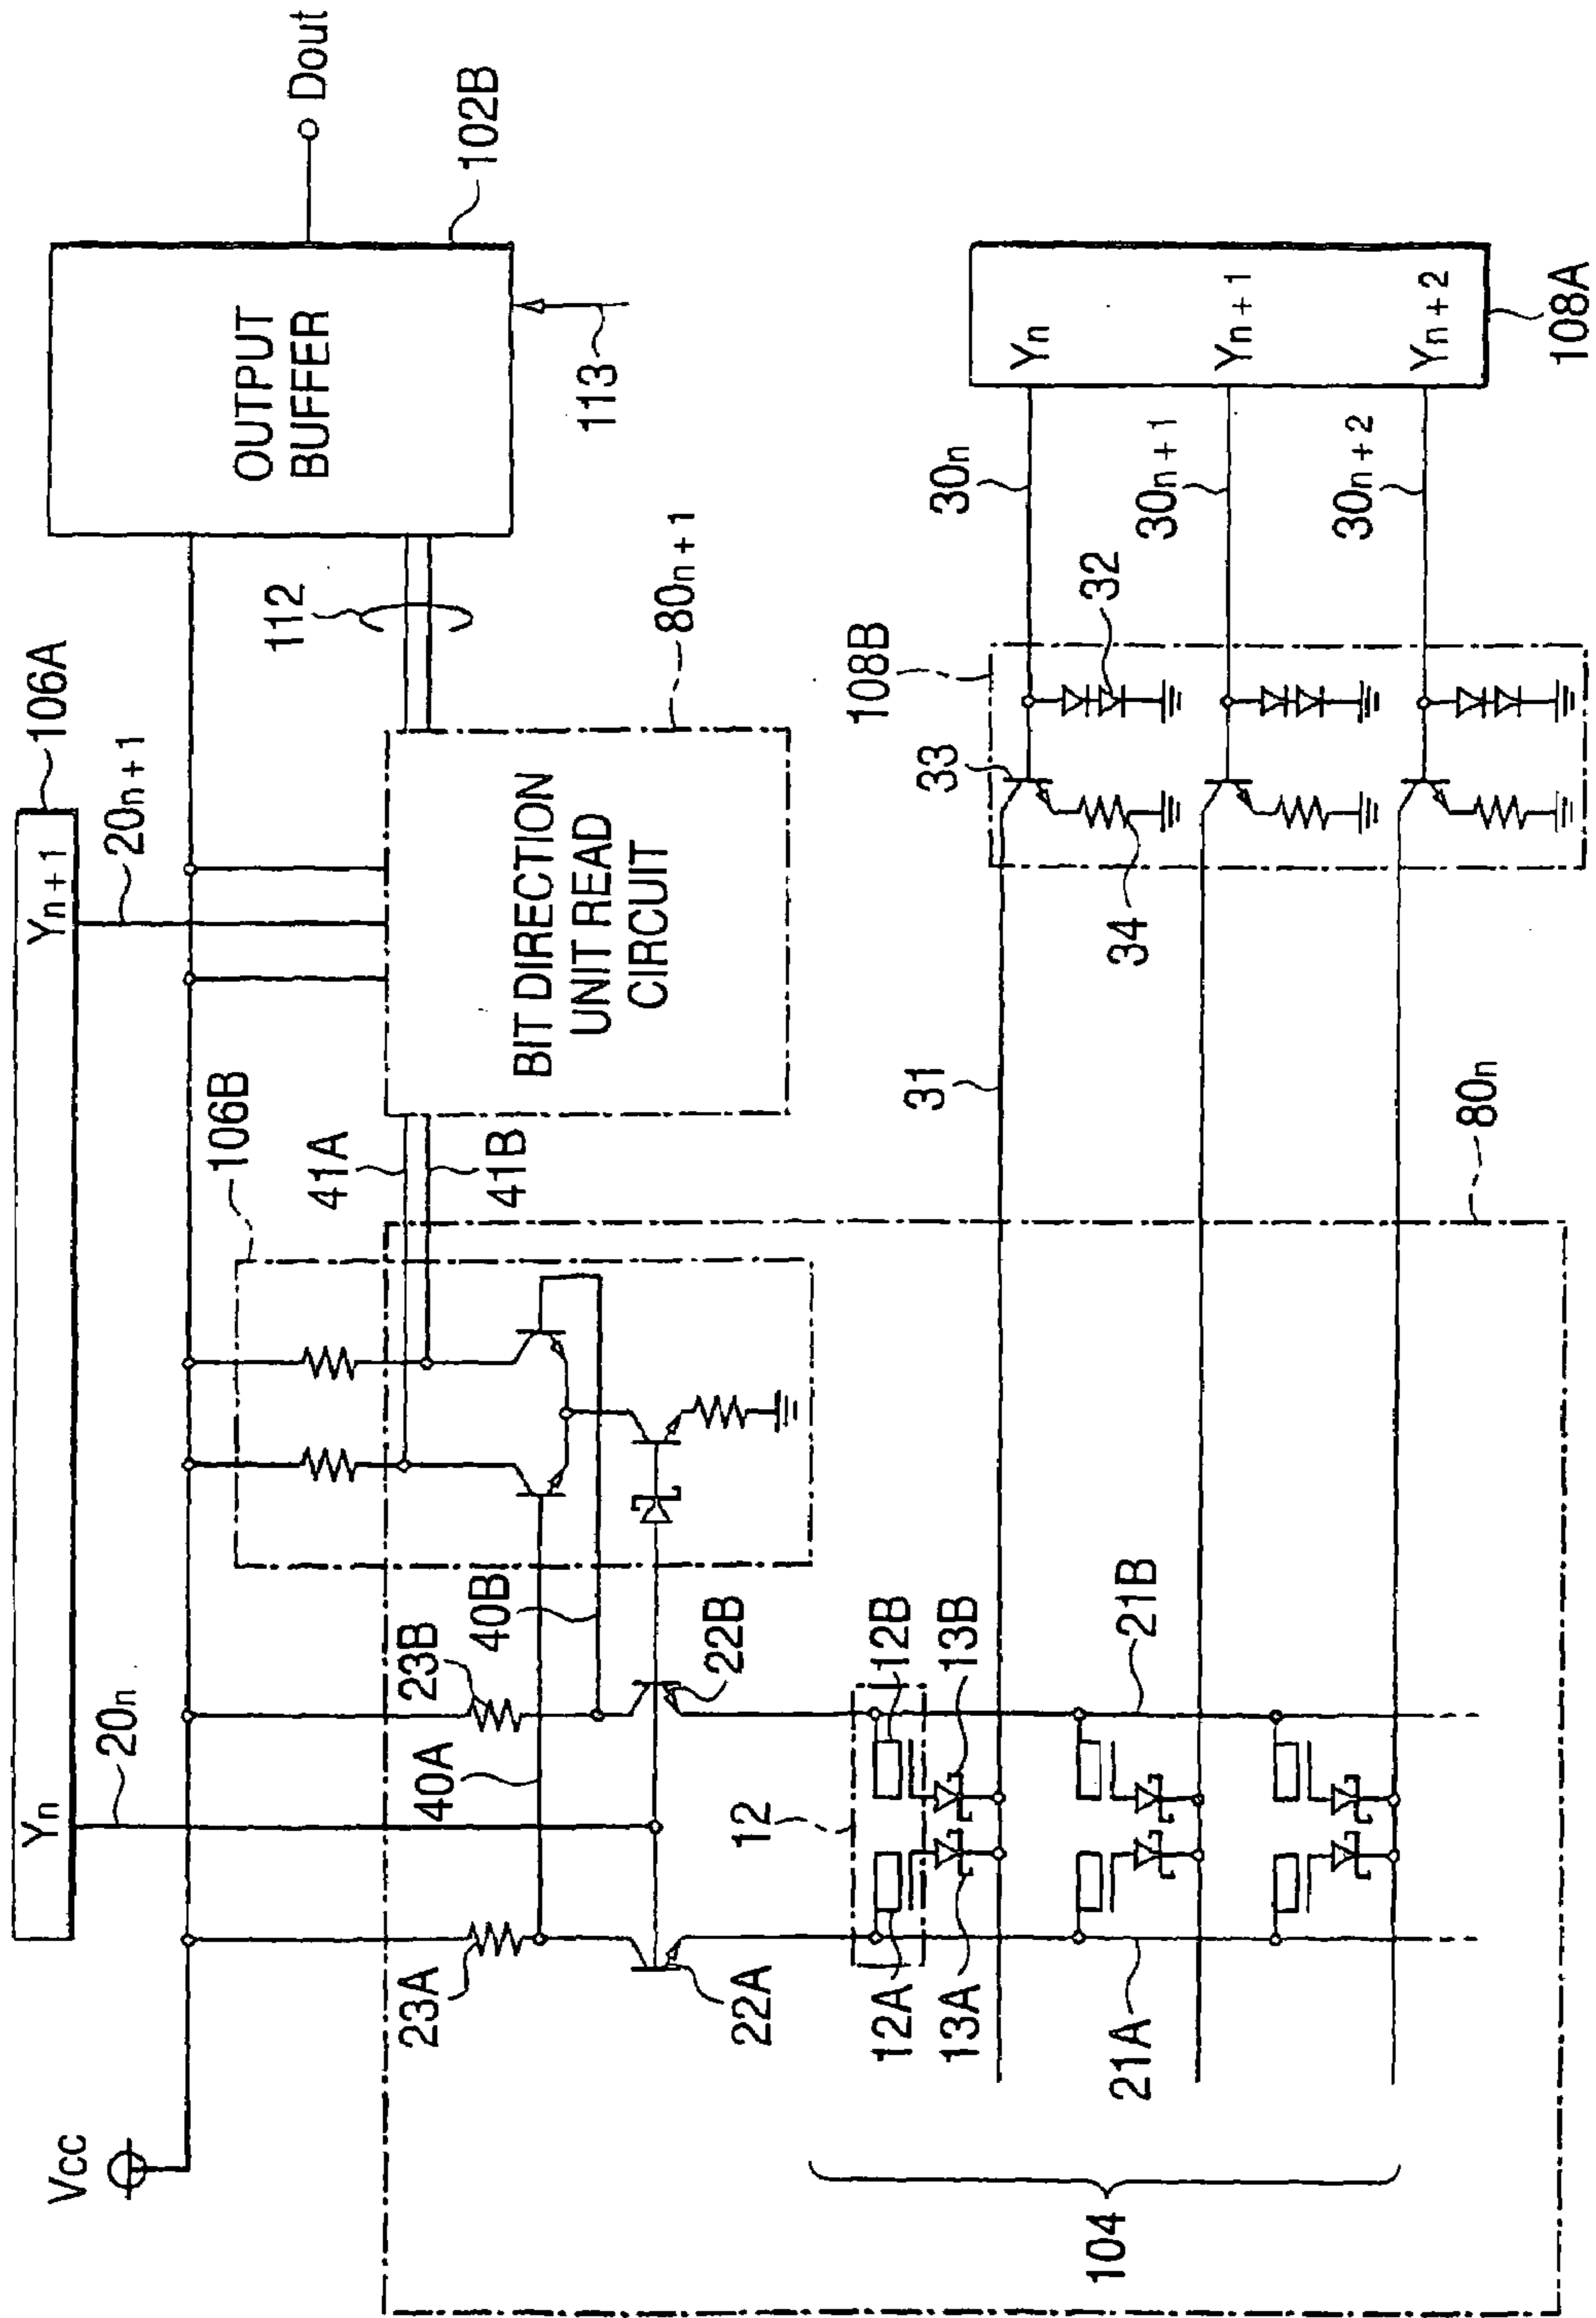 Vcc
Yn
Yn+1
106A
20n
20n+1
106B
23A
23B
40A
40B
41A
41B
22A
22B
112
OUTPUT
BUFFER
Dout
102B
113
BIT DIRECTION
UNIT READ
CIRCUIT
80n+1
12
12A
12B
13A
13B
21A
21B
104
31
80n
108B
33
32
34
30n
30n+1
30n+2
Yn
Yn+1
Yn+2
108A